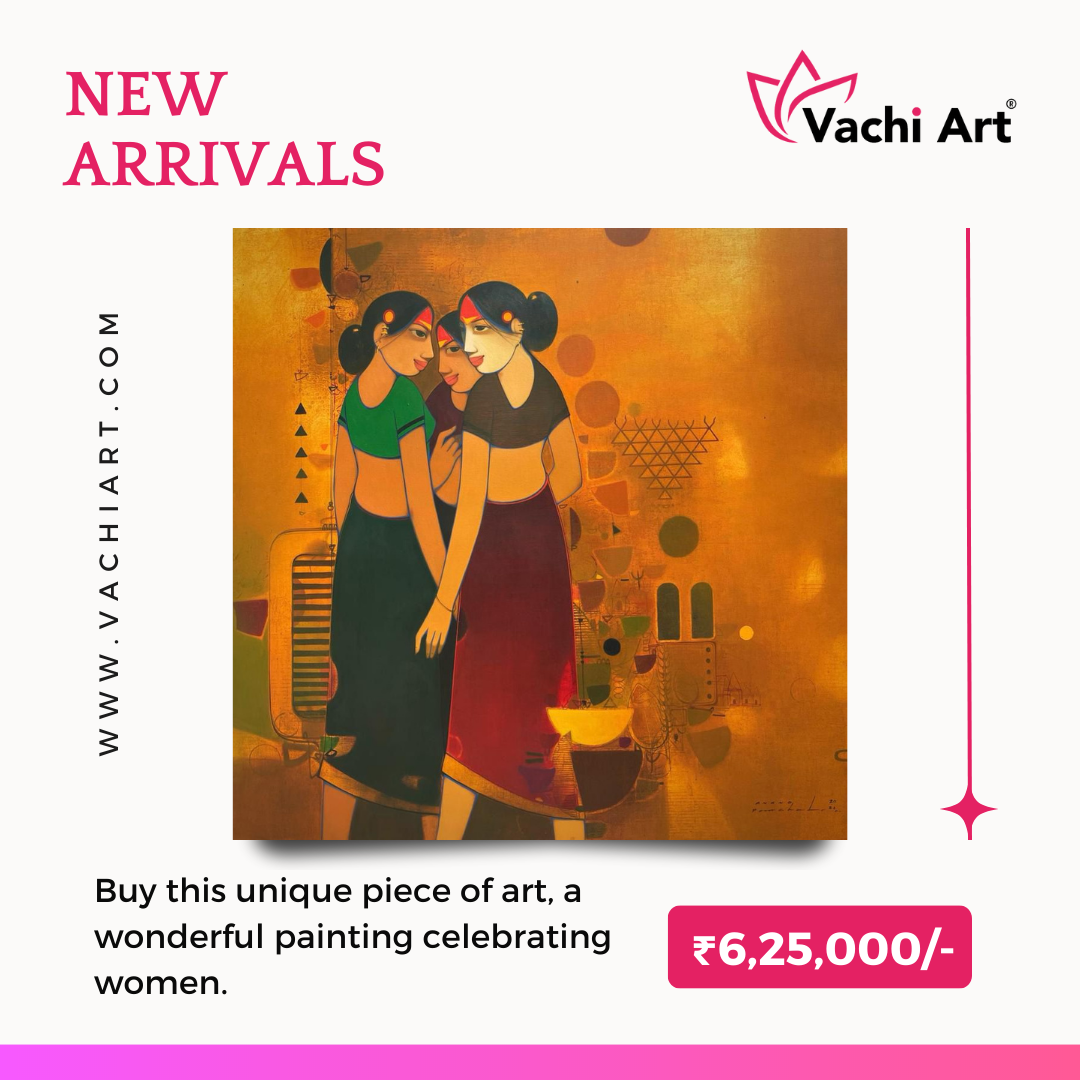 NEW
ARRIVALS
Vachi Art®
WWW.VACHIART.COM
Buy this unique piece of art, a
wonderful painting celebrating
women.
₹6,25,000/-